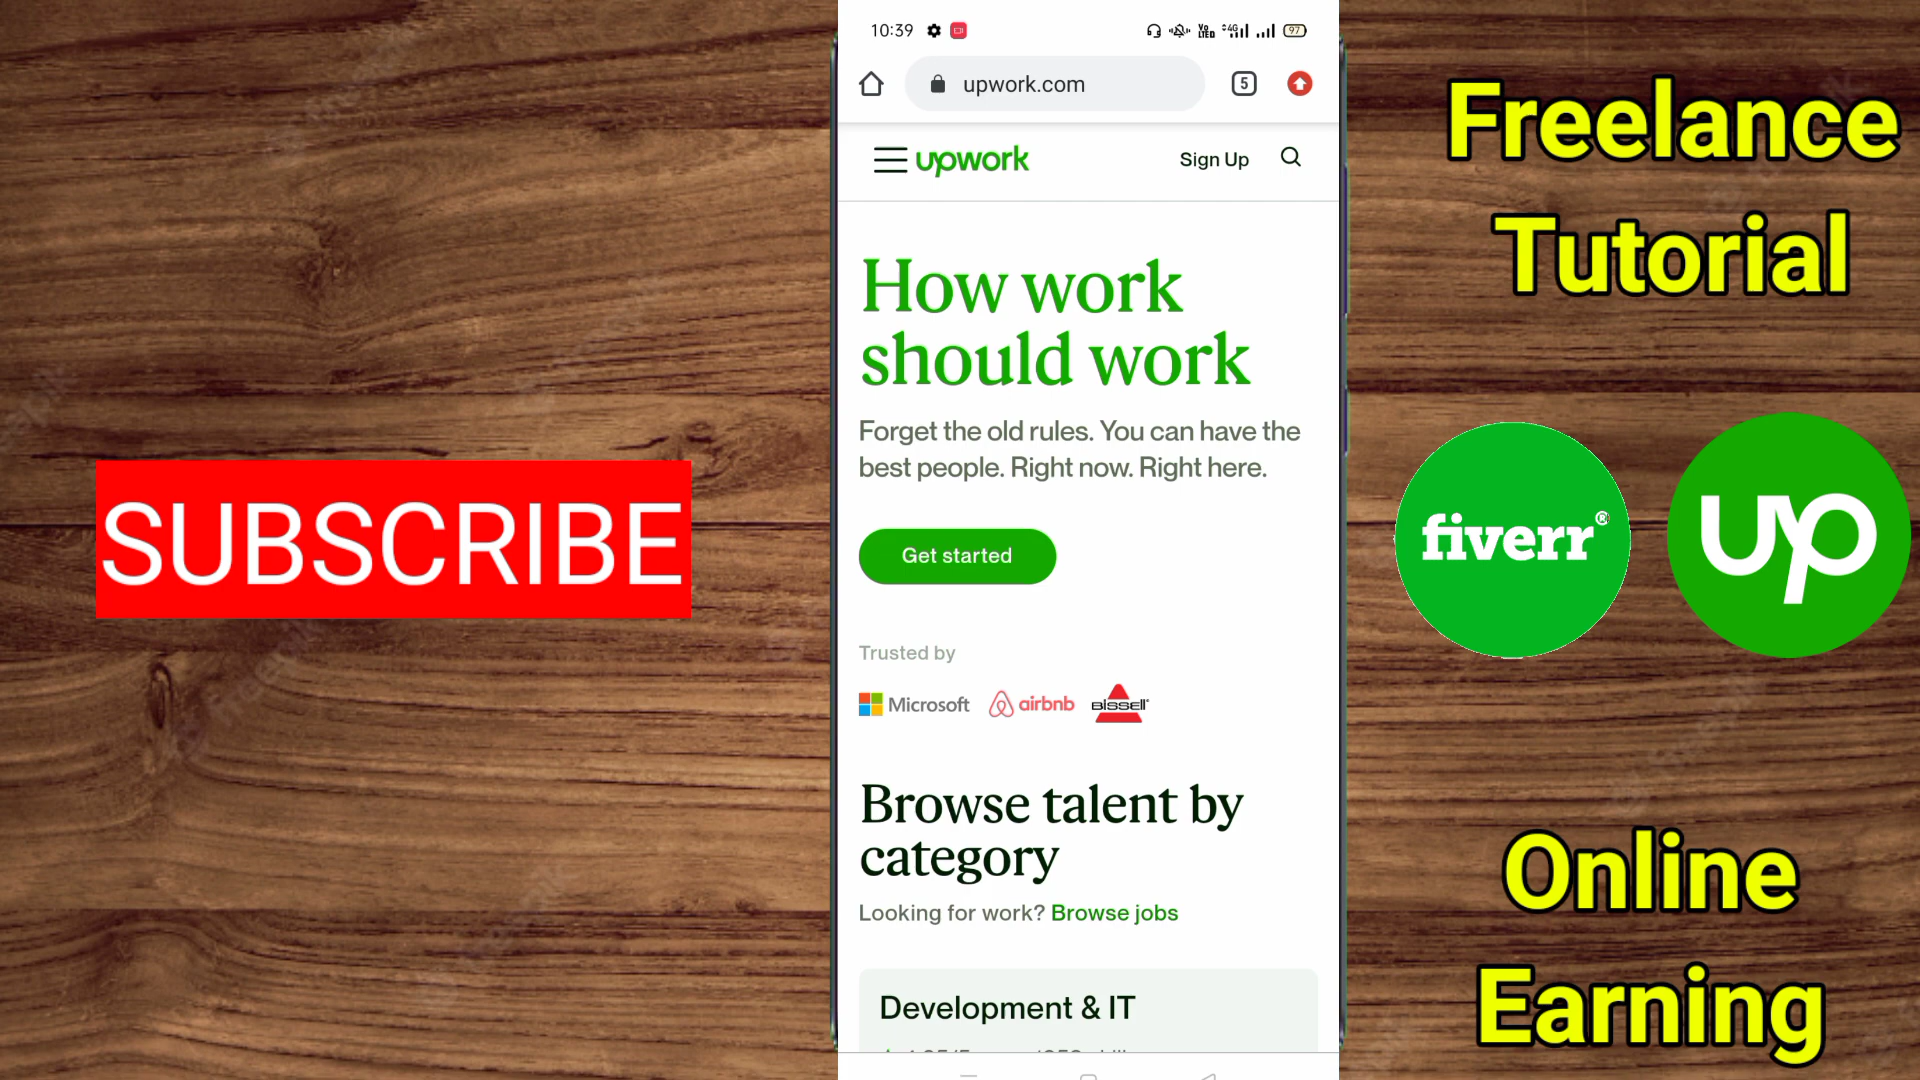 SUBSCRIBE
10:39
97
upwork.com
5
upwork
Sign Up
How work
should work
Forget the old rules. You can have the
best people. Right now. Right here.
Get started
Trusted by
Microsoft
airbnb
BISSELL
Browse talent by
category
Looking for work? Browse jobs
Development & IT
Freelance
Tutorial
fiverr®
up
Online
Earning